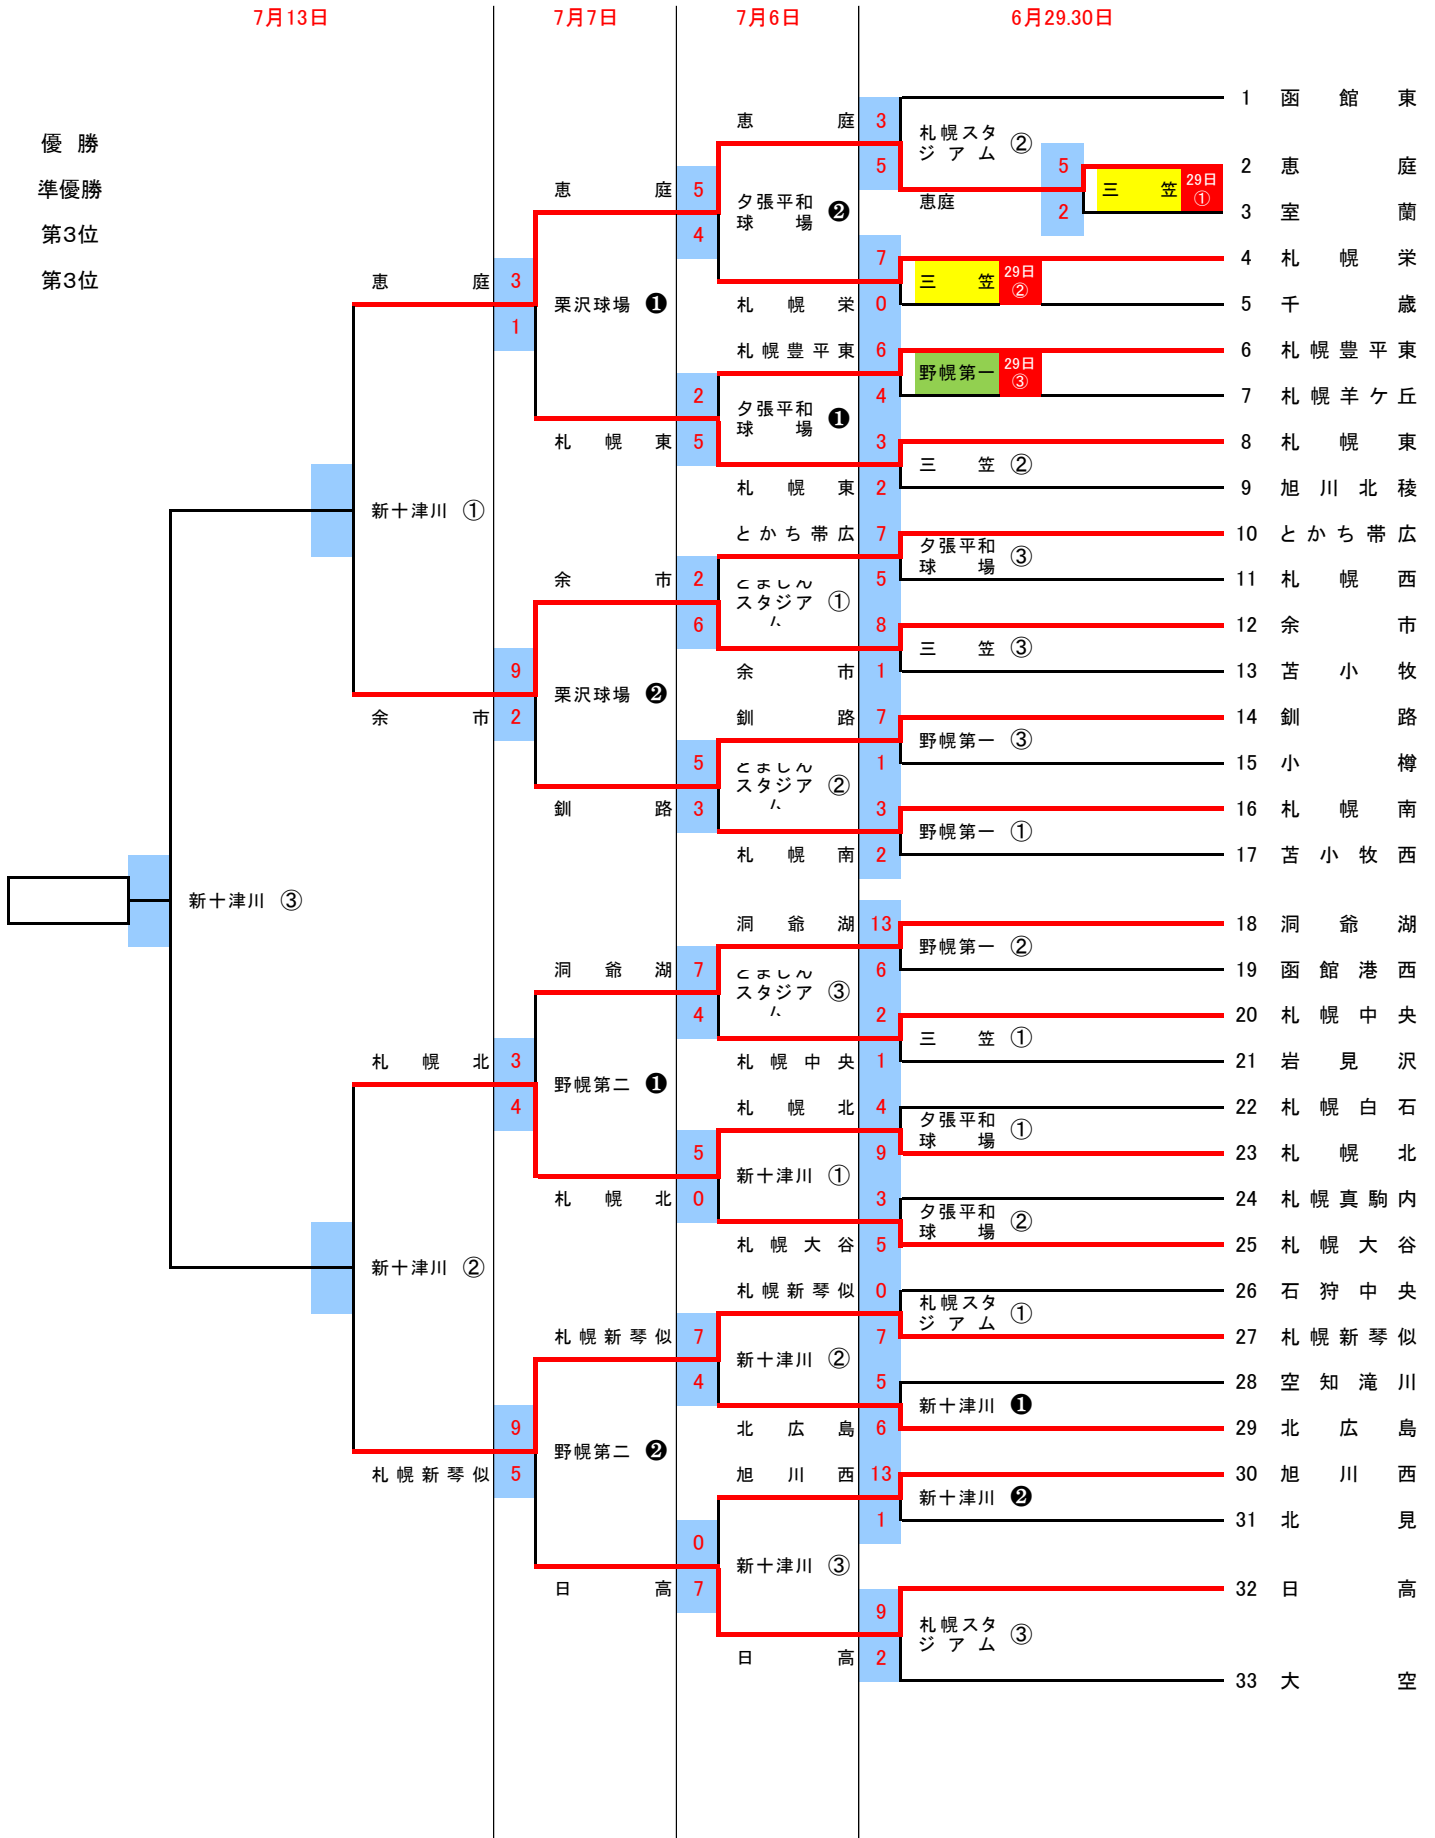 7月13日 7月7日 7月6日 6月29.30日
優勝
準優勝
第3位
第3位
1 函館東
恵庭 3
札幌スタジアム ②
5
5 三笠 29日① 2 恵庭
恵庭 5
夕張平和球場 ❷
恵庭
2 3 室蘭
4
7 三笠 29日② 4 札幌栄
恵庭 3
栗沢球場 ❶
札幌栄 0 5 千歳
1
札幌豊平東 6 野幌第一 29日③ 6 札幌豊平東
2
夕張平和球場 ❶
4 7 札幌羊ケ丘
札幌東 5
3 三笠 ② 8 札幌東
札幌東 2 9 旭川北稜
新十津川 ①
とかち帯広 7 夕張平和球場 ③ 10 とかち帯広
余市 2
とましんスタジアム ①
5 11 札幌西
6
8 三笠 ③ 12 余市
9
余市 1 13 苫小牧
栗沢球場 ❷
余市 2
釧路 7 野幌第一 ③ 14 釧路
5
とましんスタジアム ②
1 15 小樽
釧路 3
3 野幌第一 ① 16 札幌南
札幌南 2 17 苫小牧西
新十津川 ③
洞爺湖 13 野幌第一 ② 18 洞爺湖
洞爺湖 7
とましんスタジアム ③
6 19 函館港西
4
2 三笠 ① 20 札幌中央
札幌北 3
野幌第二 ❶
札幌中央 1 21 岩見沢
4
札幌北 4 夕張平和球場 ① 22 札幌白石
5
新十津川 ①
9 23 札幌北
札幌北 0
3 夕張平和球場 ② 24 札幌真駒内
札幌大谷 5 25 札幌大谷
新十津川 ②
札幌新琴似 0 札幌スタジアム ① 26 石狩中央
札幌新琴似 7
新十津川 ②
7 27 札幌新琴似
4
5 新十津川 ❶ 28 空知滝川
9
北広島 6 29 北広島
野幌第二 ❷
札幌新琴似 5
旭川西 13 新十津川 ❷ 30 旭川西
1 31 北見
0
新十津川 ③
日高 7
9 札幌スタジアム ③ 32 日高
日高 2 33 大空